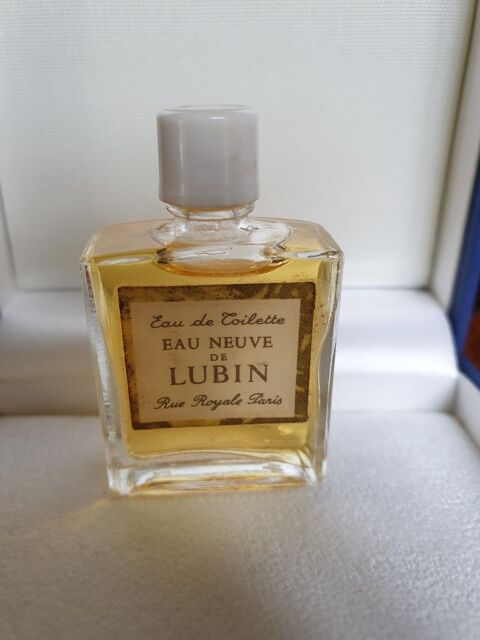 Eau de Toilette
EAU NEUVE
DE
LUBIN
Rue Royale Paris